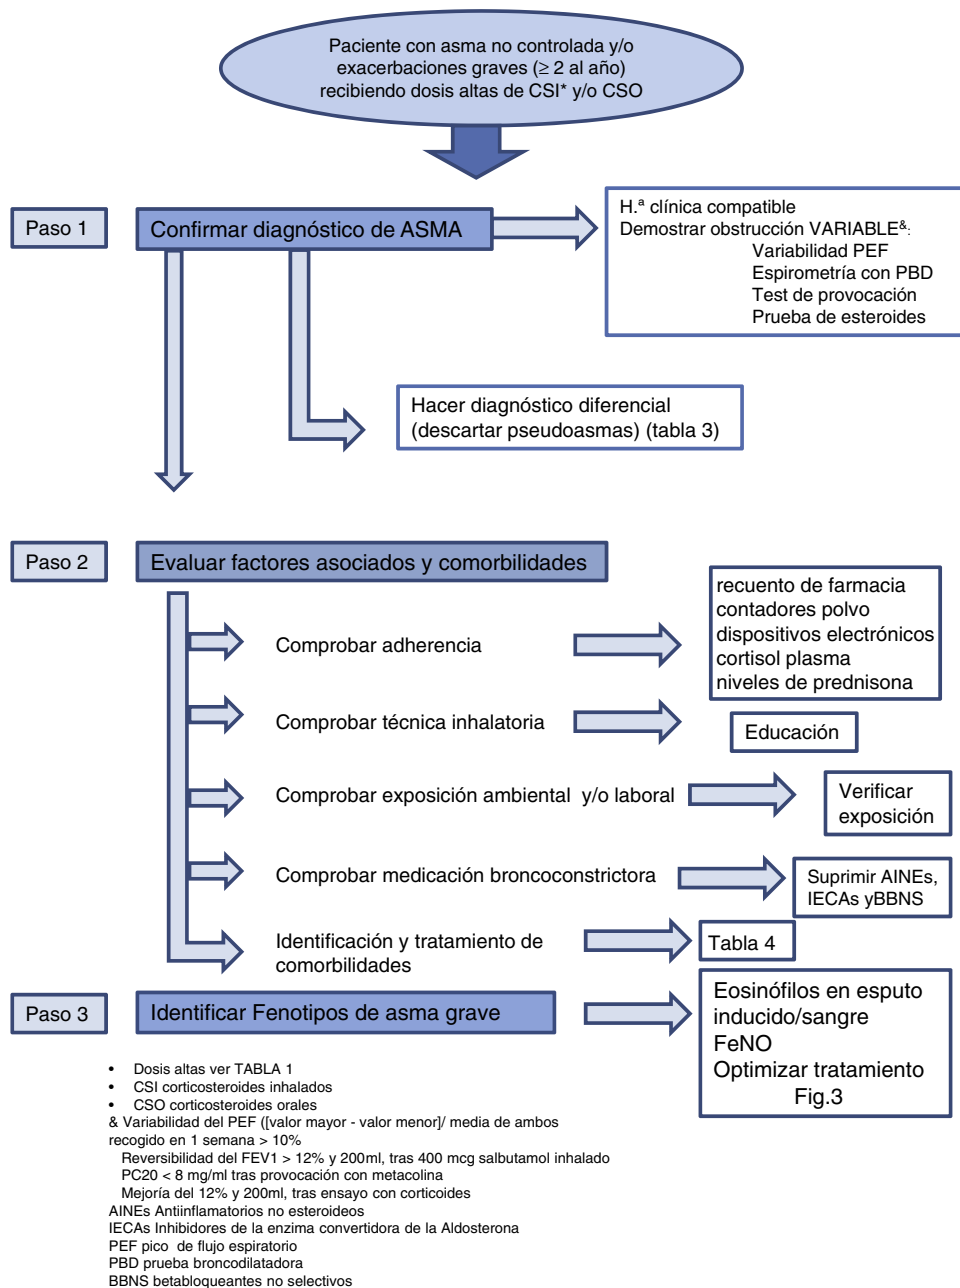 Paciente con asma no controlada y/o
exacerbaciones graves (≥ 2 al año)
recibiendo dosis altas de CSI* y/o CSO
Paso 1
Confirmar diagnóstico de ASMA
H.ª clínica compatible
Demostrar obstrucción VARIABLE&:
Variabilidad PEF
Espirometría con PBD
Test de provocación
Prueba de esteroides
Hacer diagnóstico diferencial
(descartar pseudoasmas) (tabla 3)
Paso 2
Evaluar factores asociados y comorbilidades
Comprobar adherencia
recuento de farmacia
contadores polvo
dispositivos electrónicos
cortisol plasma
niveles de prednisona
Comprobar técnica inhalatoria
Educación
Comprobar exposición ambiental y/o laboral
Verificar
exposición
Comprobar medicación broncoconstrictora
Suprimir AINEs,
IECAs yBBNS
Identificación y tratamiento de
comorbilidades
Tabla 4
Paso 3
Identificar Fenotipos de asma grave
Eosinófilos en esputo
inducido/sangre
FeNO
Optimizar tratamiento
Fig.3
• Dosis altas ver TABLA 1
• CSI corticosteroides inhalados
• CSO corticosteroides orales
& Variabilidad del PEF ([valor mayor - valor menor]/ media de ambos
recogido en 1 semana > 10%
Reversibilidad del FEV1 > 12% y 200ml, tras 400 mcg salbutamol inhalado
PC20 < 8 mg/ml tras provocación con metacolina
Mejoría del 12% y 200ml, tras ensayo con corticoides
AINEs Antiinflamatorios no esteroideos
IECAs Inhibidores de la enzima convertidora de la Aldosterona
PEF pico de flujo espiratorio
PBD prueba broncodilatadora
BBNS betabloqueantes no selectivos